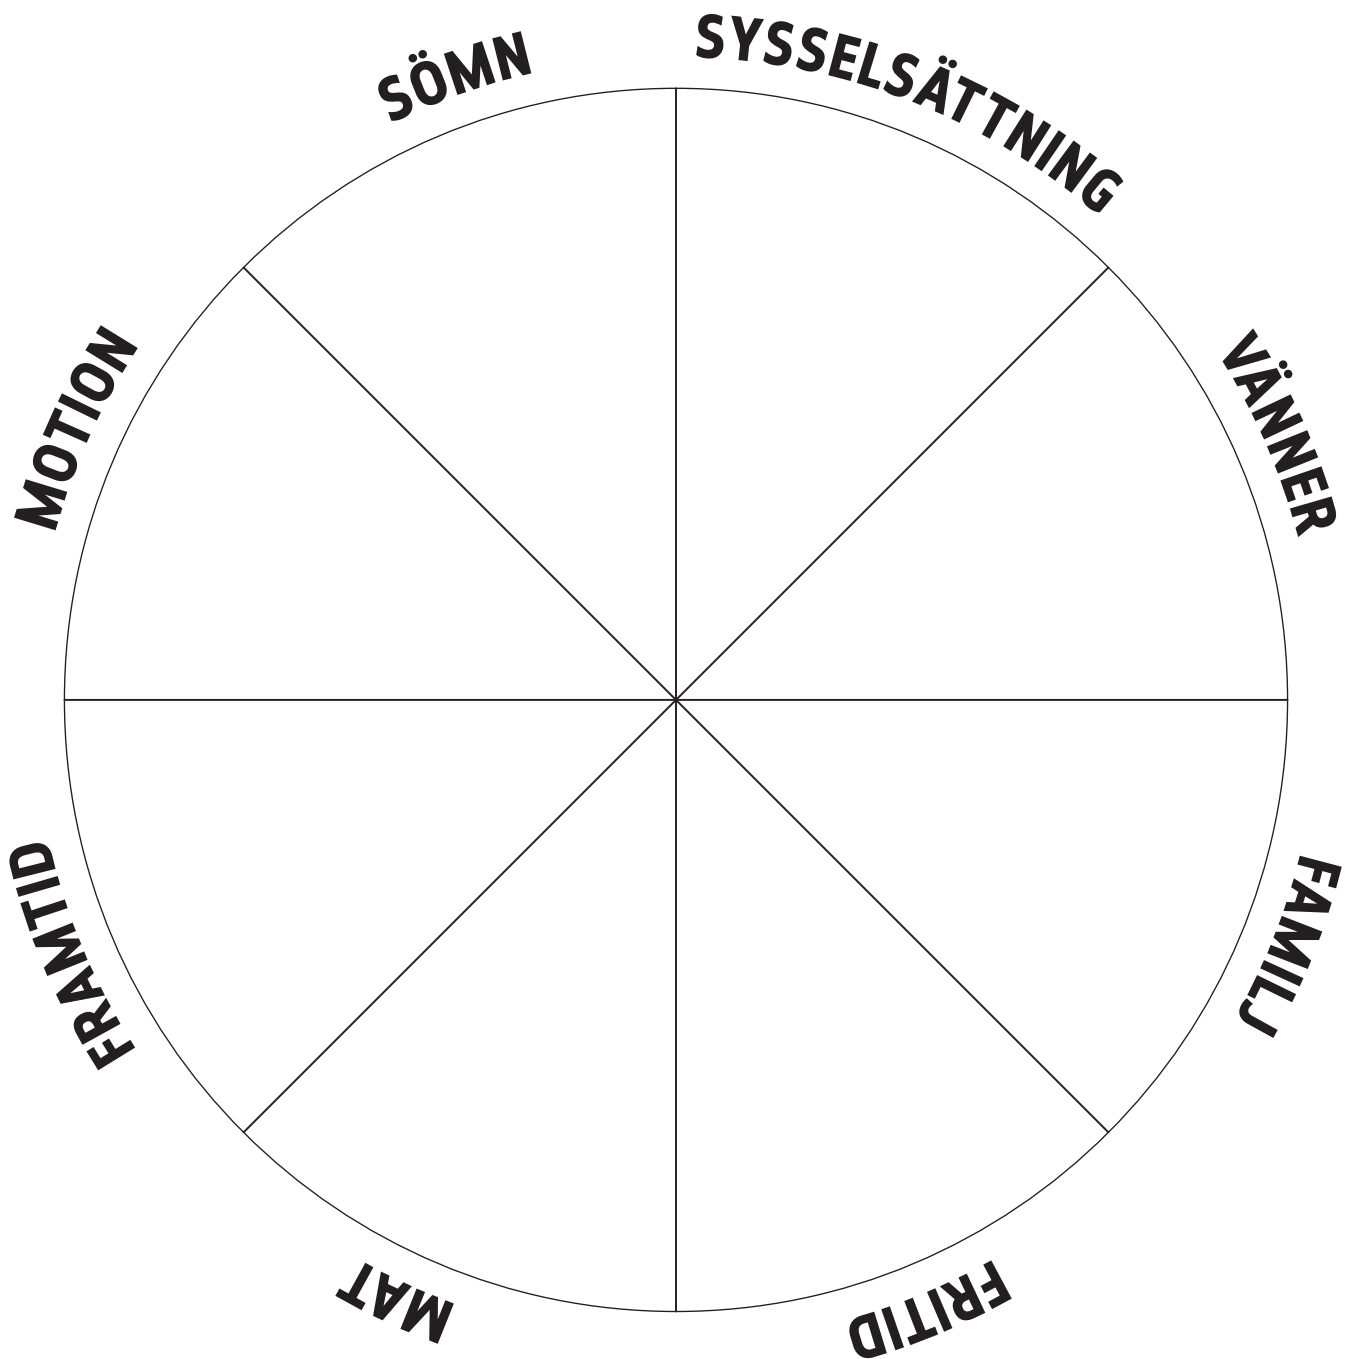 SYSSELSÄTTNING
VÄNNER
FAMILJ
FRITID
MAT
FRAMTID
MOTION
SÖMN